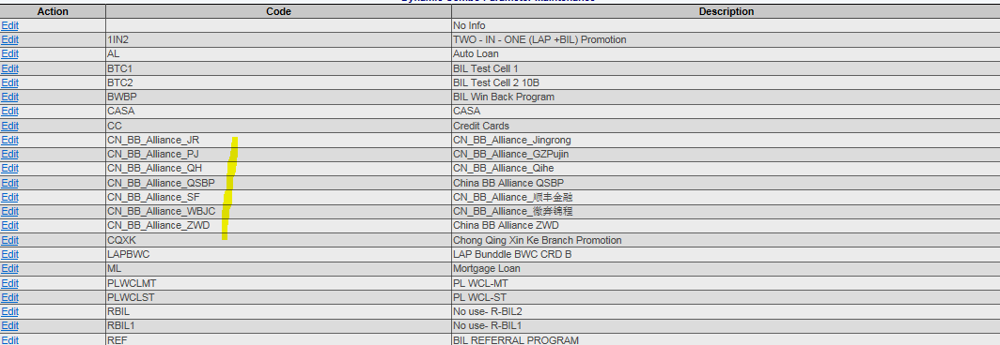 Dynamic Combo Parameter Maintenance
Action Code Description
Edit No Info
Edit 1IN2 TWO - IN - ONE (LAP +BIL) Promotion
Edit AL Auto Loan
Edit BTC1 BIL Test Cell 1
Edit BTC2 BIL Test Cell 2 10B
Edit BWBP BIL Win Back Program
Edit CASA CASA
Edit CC Credit Cards
Edit CN_BB_Alliance_JR CN_BB_Alliance_Jingrong
Edit CN_BB_Alliance_PJ CN_BB_Alliance_GZPujin
Edit CN_BB_Alliance_QH CN_BB_Alliance_Qihe
Edit CN_BB_Alliance_QSBP China BB Alliance QSBP
Edit CN_BB_Alliance_SF CN_BB_Alliance_顺丰金融
Edit CN_BB_Alliance_WBJC CN_BB_Alliance_微奔锦程
Edit CN_BB_Alliance_ZWD China BB Alliance ZWD
Edit CQXK Chong Qing Xin Ke Branch Promotion
Edit LAPBWC LAP Bunddle BWC CRD B
Edit ML Mortgage Loan
Edit PLWCLMT PL WCL-MT
Edit PLWCLST PL WCL-ST
Edit RBIL No use- R-BIL2
Edit RBIL1 No use- R-BIL1
Edit REF BIL REFERRAL PROGRAM